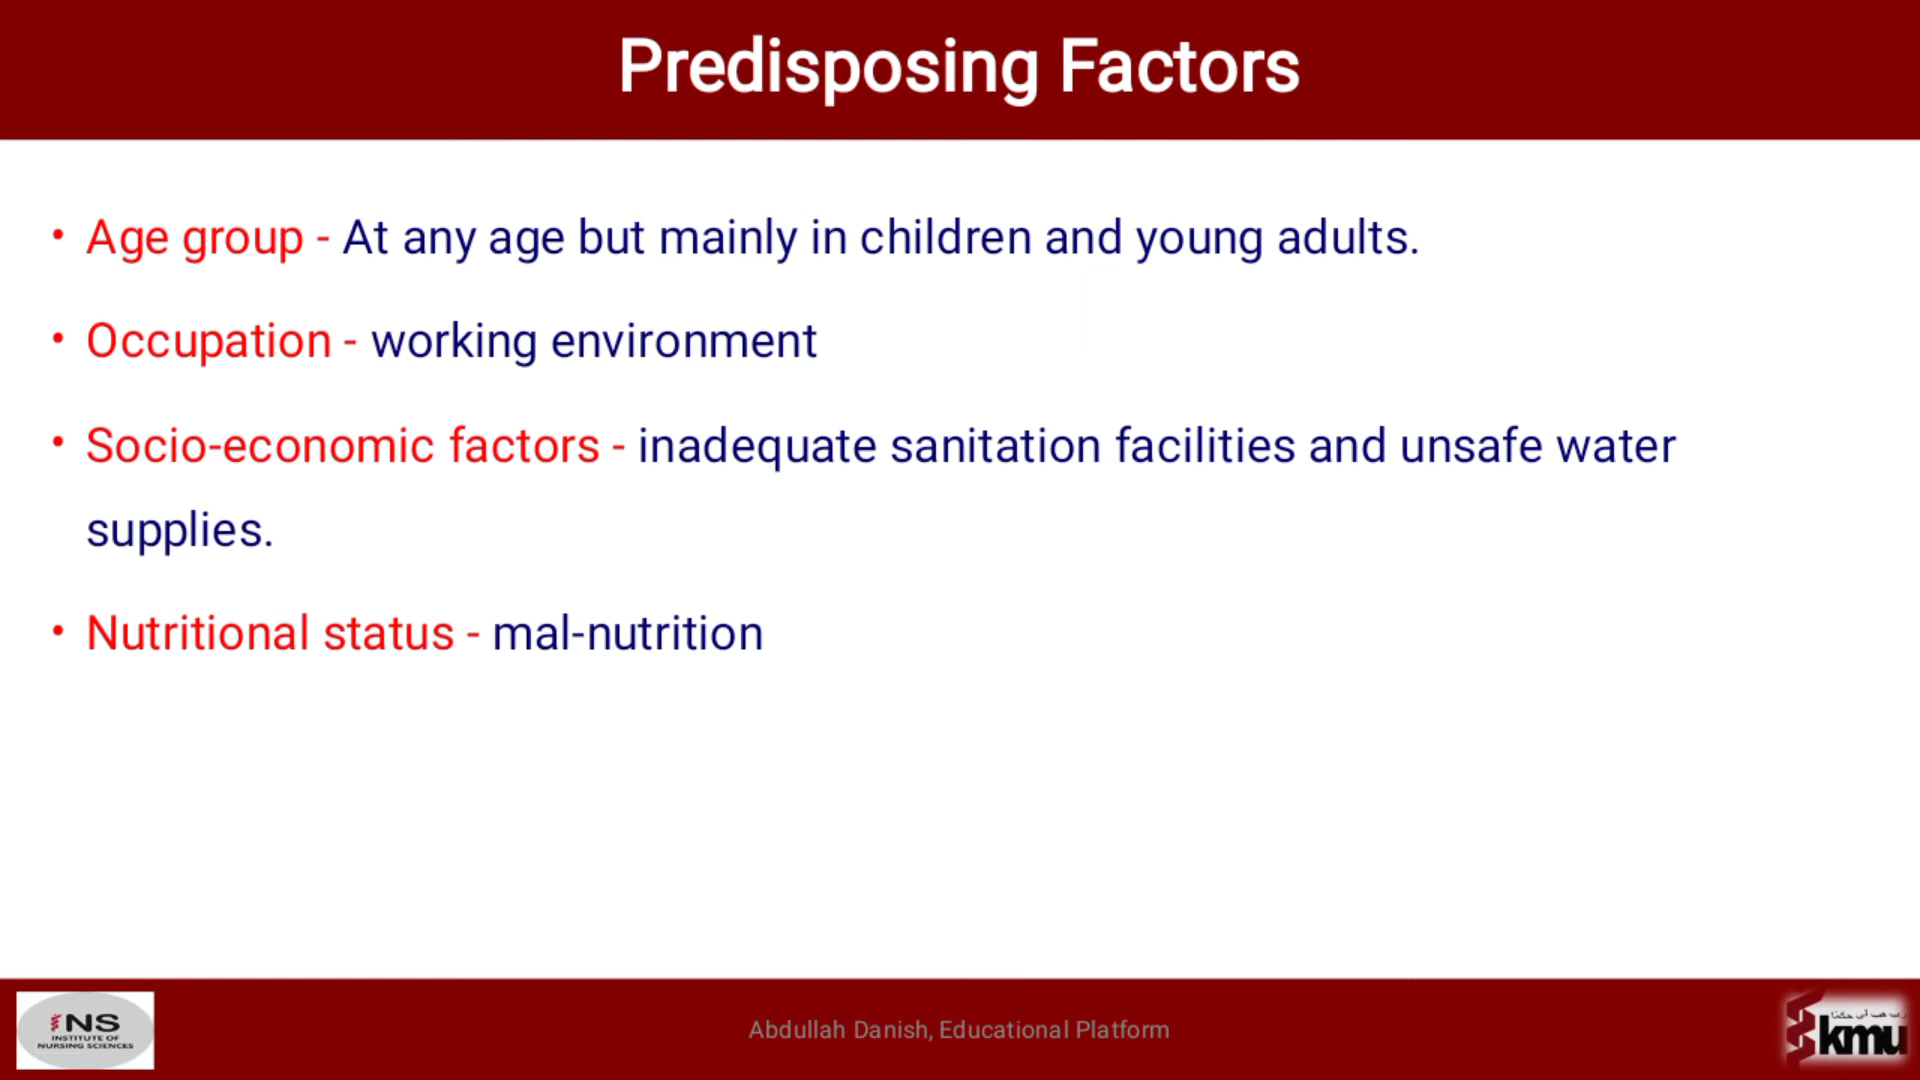 Predisposing Factors
• Age group - At any age but mainly in children and young adults.
• Occupation - working environment
• Socio-economic factors - inadequate sanitation facilities and unsafe water
supplies.
• Nutritional status - mal-nutrition
iNS
INSTITUTE OF
NURSING SCIENCES
Abdullah Danish, Educational Platform
kmu